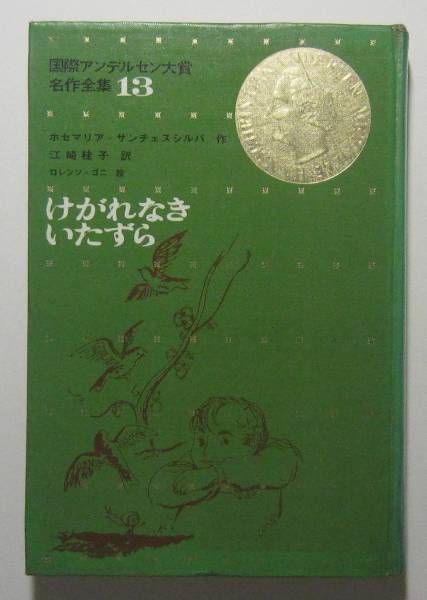 国際アンデルセン大賞
名作全集 13
ホセマリア=サンチェスシルバ 作
江崎桂子 訳
ロレンソ=ゴニ 絵
けがれなき
いたずら